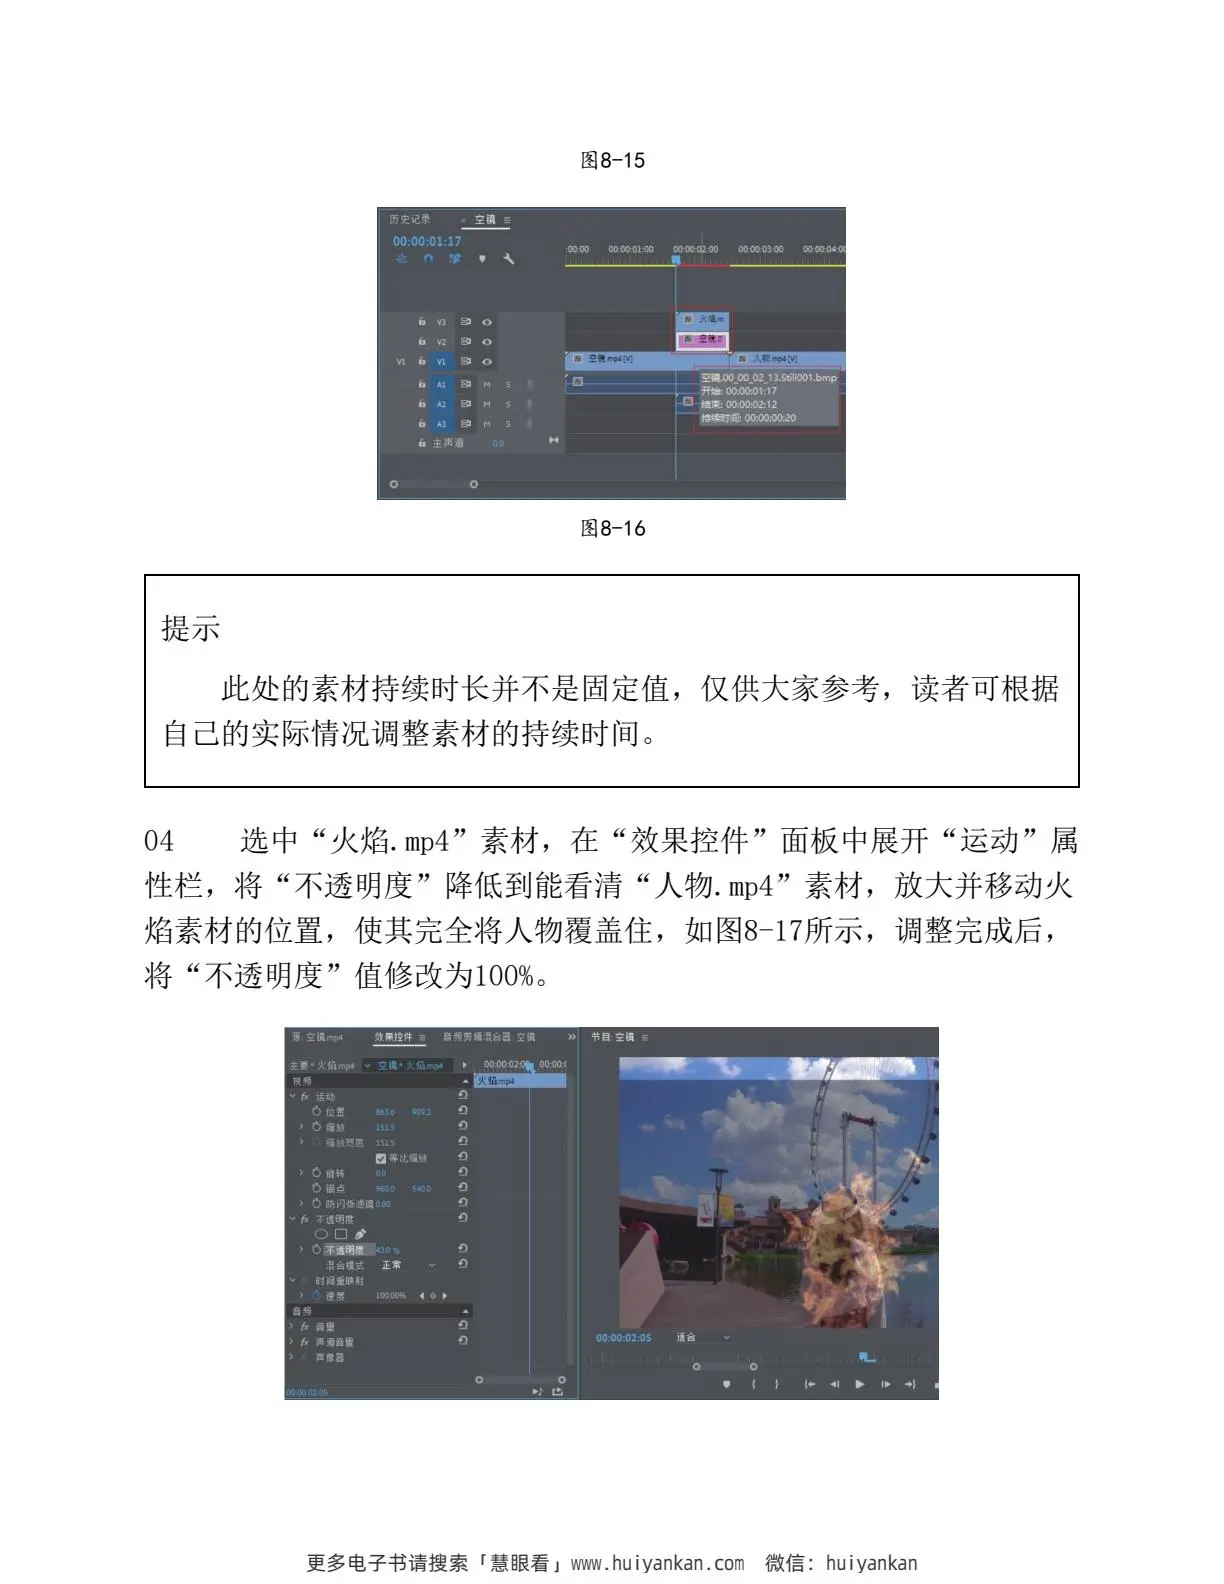 图8-15
历史记录
空镜
00:00:01:17
:00:00 00:00:01:00 00:00:02:00 00:00:03:00 00:00:04:00
V3
火焰.m
V2
V1 V1
空镜.mp4[V]
人物.mp4[V]
A1 M S
空镜.00_00_02_13.Still001.bmp
开始: 00:00:01:17
A2 M S
结束: 00:00:02:12
A3 M S
持续时间: 00:00:00:20
主声道 0.0
图8-16
提示
此处的素材持续时长并不是固定值，仅供大家参考，读者可根据
自己的实际情况调整素材的持续时间。
04 选中“火焰.mp4”素材，在“效果控件”面板中展开“运动”属
性栏，将“不透明度”降低到能看清“人物.mp4”素材，放大并移动火
焰素材的位置，使其完全将人物覆盖住，如图8-17所示，调整完成后，
将“不透明度”值修改为100%。
源: 空镜.mp4 效果控件 音频剪辑混合器: 空镜 »
节目: 空镜
主要*火焰.mp4 空镜*火焰.mp4
视频
火焰.mp4
fx 运动
位置 863.6 909.2
缩放 151.5
缩放宽度 151.5
等比缩放
旋转 0.0
锚点 960.0 540.0
防闪烁滤镜 0.00
fx 不透明度
不透明度 43.0 %
混合模式 正常
时间重映射
速度 100.00%
音频
fx 音量
fx 声道音量
声像器
00:00:02:05
00:00:02:05 适合
更多电子书请搜索「慧眼看」www.huiyankan.com 微信：huiyankan